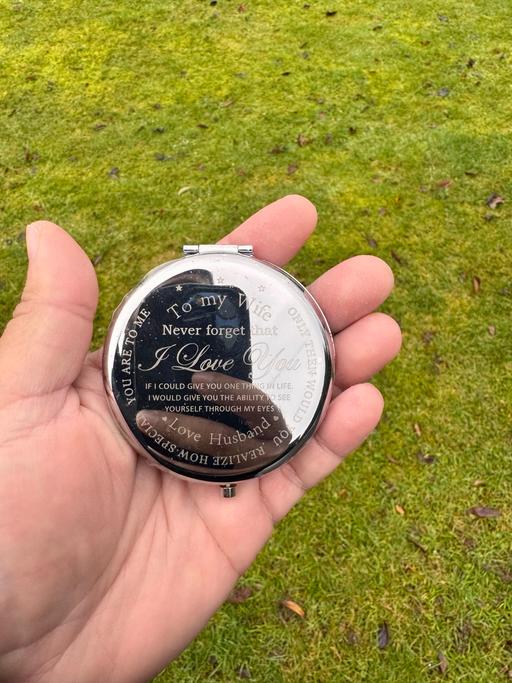 To my Wife
Never forget that
I Love You
IF I COULD GIVE YOU ONE THING IN LIFE.
I WOULD GIVE YOU THE ABILITY TO SEE
YOURSELF THROUGH MY EYES
Love Husband
ONLY THEN WOULD YOU REALIZE HOW SPECIAL YOU ARE TO ME